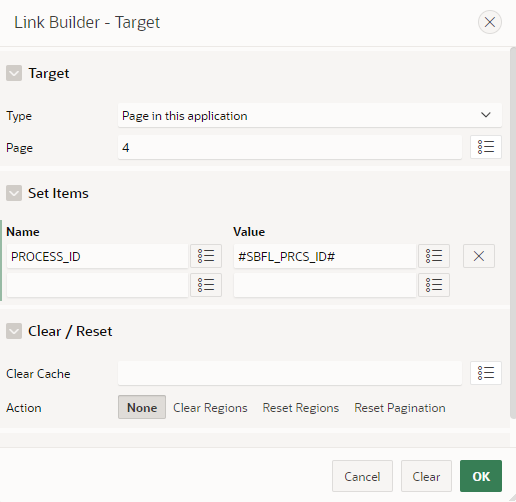 Link Builder - Target
Target
Type Page in this application
Page 4
Set Items
Name Value
PROCESS_ID #SBFL_PRCS_ID#
Clear / Reset
Clear Cache
Action None Clear Regions Reset Regions Reset Pagination
Cancel Clear OK